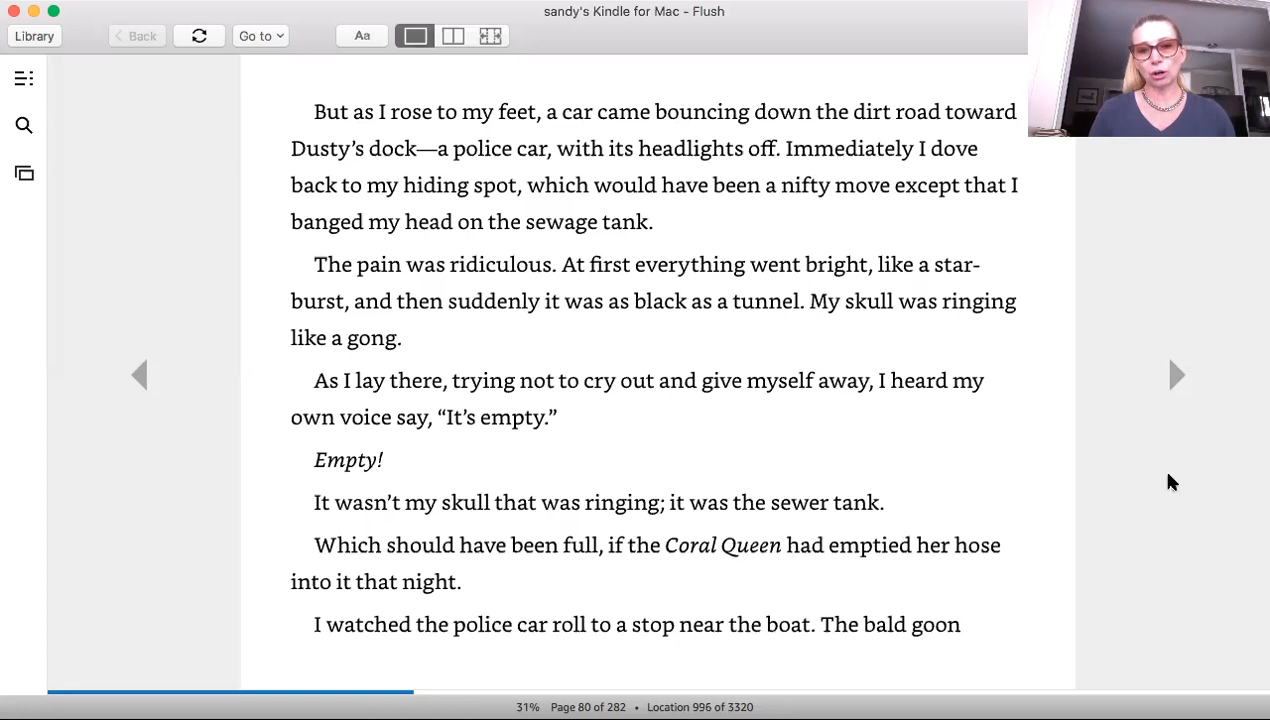 sandy's Kindle for Mac - Flush
Library
Back
Go to
Aa
But as I rose to my feet, a car came bouncing down the dirt road toward
Dusty’s dock—a police car, with its headlights off. Immediately I dove
back to my hiding spot, which would have been a nifty move except that I
banged my head on the sewage tank.
The pain was ridiculous. At first everything went bright, like a star-
burst, and then suddenly it was as black as a tunnel. My skull was ringing
like a gong.
As I lay there, trying not to cry out and give myself away, I heard my
own voice say, “It’s empty.”
Empty!
It wasn’t my skull that was ringing; it was the sewer tank.
Which should have been full, if the Coral Queen had emptied her hose
into it that night.
I watched the police car roll to a stop near the boat. The bald goon
31% Page 80 of 282 • Location 996 of 3320